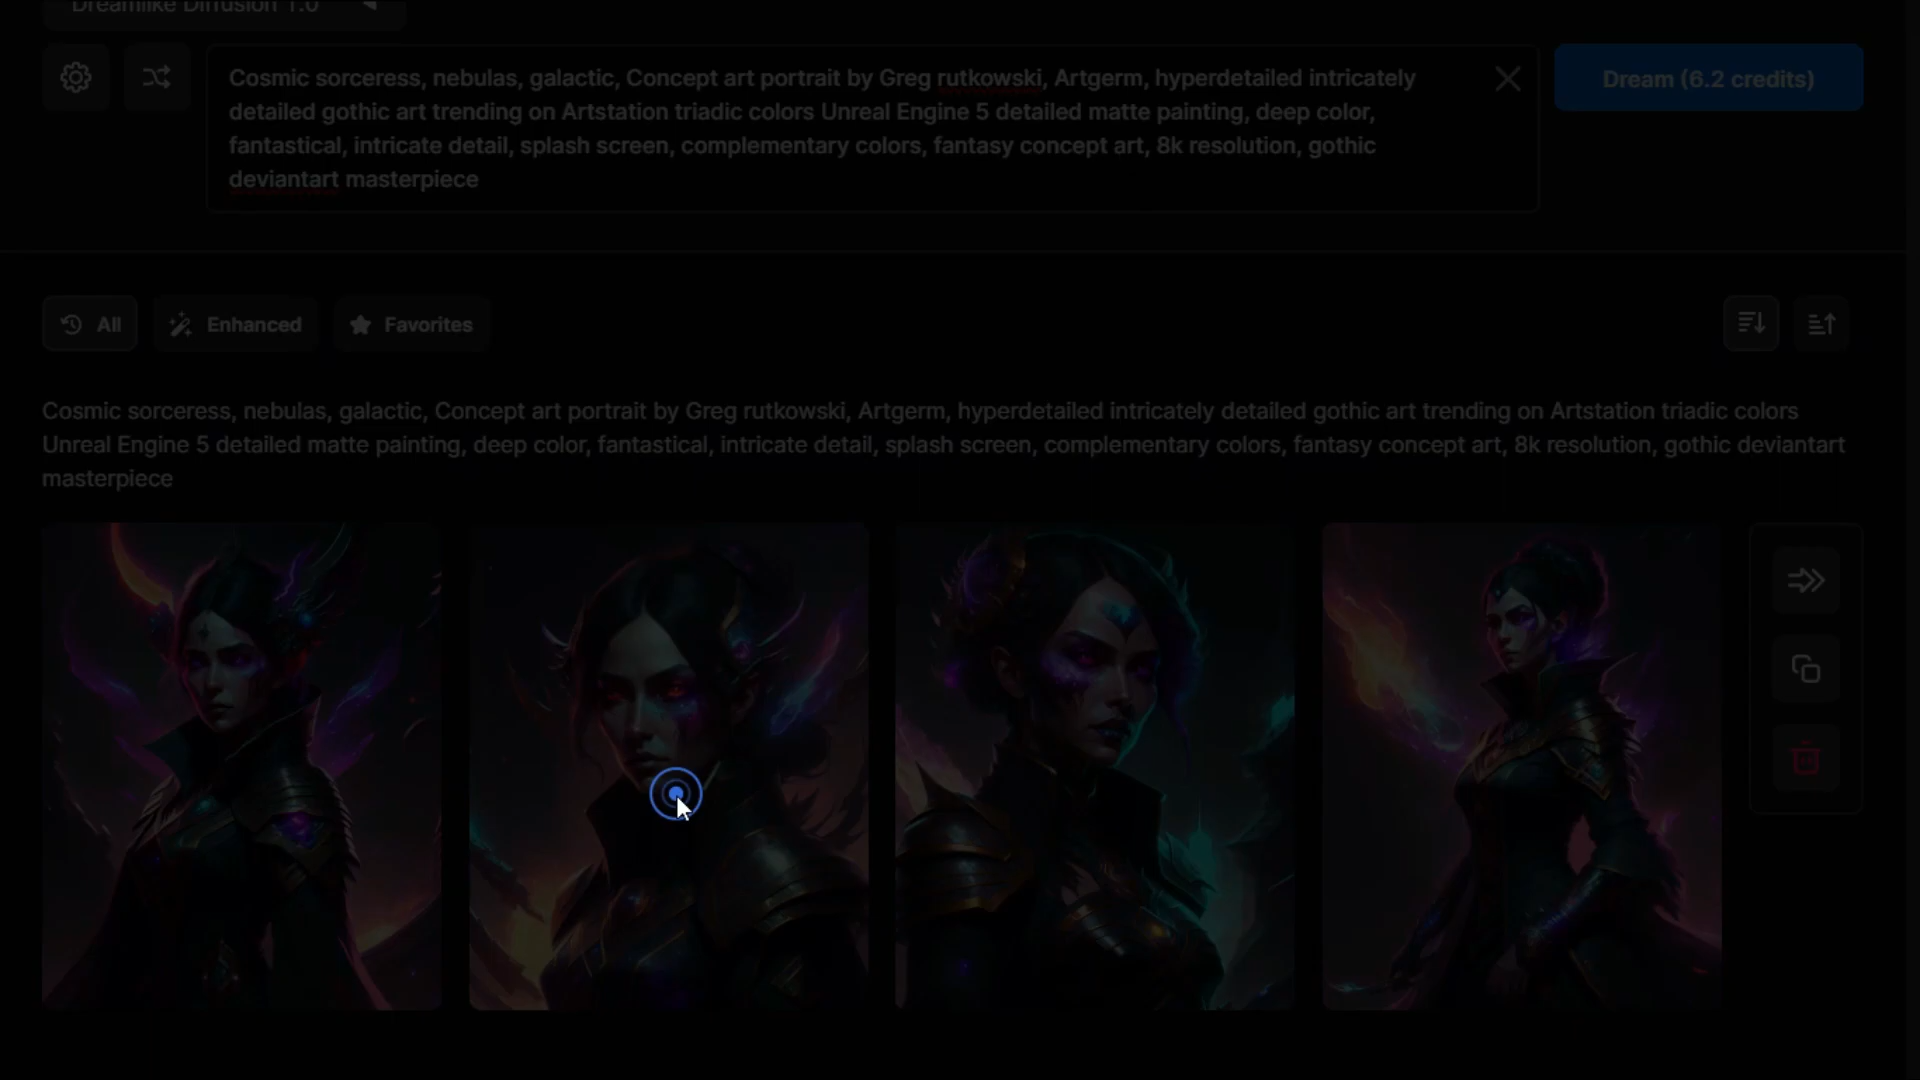 Dreamlike Diffusion 1.0
Cosmic sorceress, nebulas, galactic, Concept art portrait by Greg rutkowski, Artgerm, hyperdetailed intricately
detailed gothic art trending on Artstation triadic colors Unreal Engine 5 detailed matte painting, deep color,
fantastical, intricate detail, splash screen, complementary colors, fantasy concept art, 8k resolution, gothic
deviantart masterpiece
Dream (6.2 credits)
All
Enhanced
Favorites
Cosmic sorceress, nebulas, galactic, Concept art portrait by Greg rutkowski, Artgerm, hyperdetailed intricately detailed gothic art trending on Artstation triadic colors
Unreal Engine 5 detailed matte painting, deep color, fantastical, intricate detail, splash screen, complementary colors, fantasy concept art, 8k resolution, gothic deviantart
masterpiece